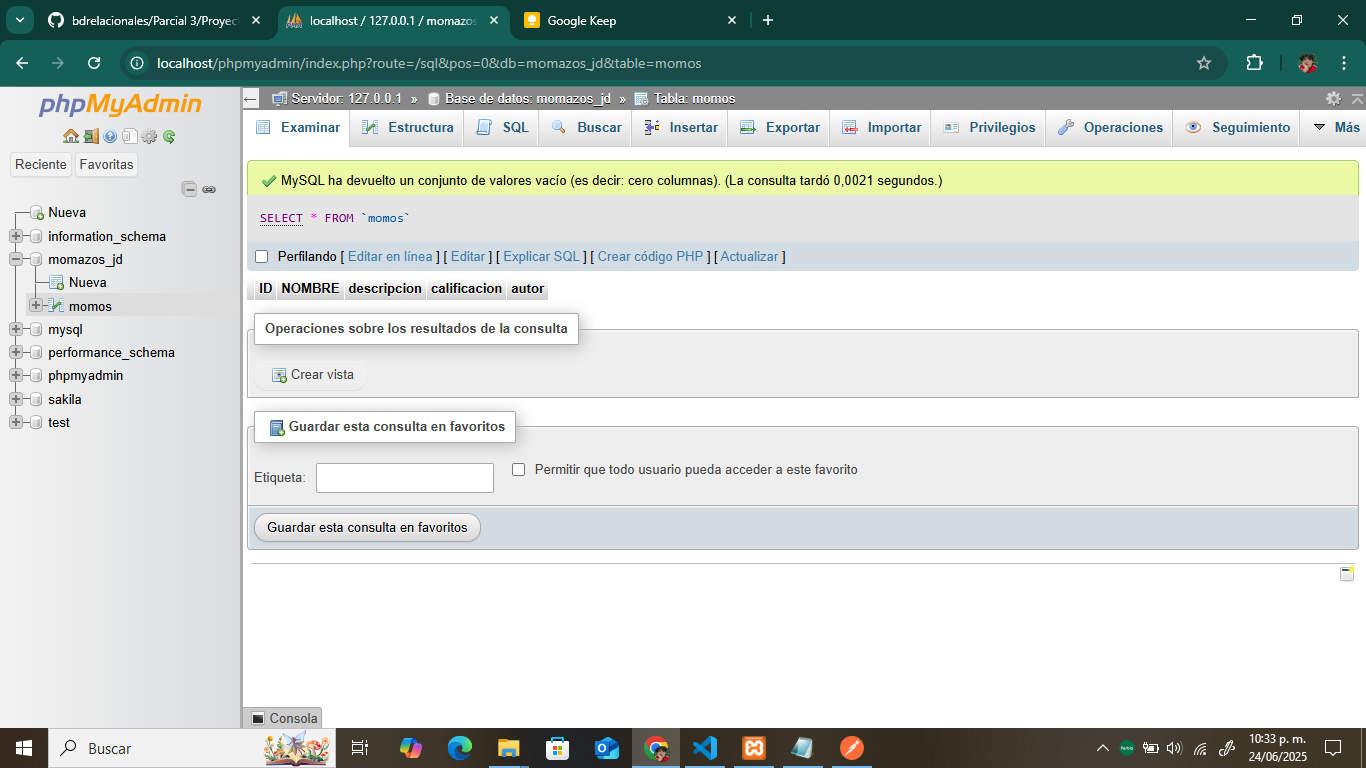 bdrelacionales/Parcial 3/Proyec
localhost / 127.0.0.1 / momazos
Google Keep
localhost/phpmyadmin/index.php?route=/sql&pos=0&db=momazos_jd&table=momos
phpMyAdmin
Reciente
Favoritas
Nueva
information_schema
momazos_jd
Nueva
momos
mysql
performance_schema
phpmyadmin
sakila
test
Servidor: 127.0.0.1 » Base de datos: momazos_jd » Tabla: momos
Examinar Estructura SQL Buscar Insertar Exportar Importar Privilegios Operaciones Seguimiento Más
MySQL ha devuelto un conjunto de valores vacío (es decir: cero columnas). (La consulta tardó 0,0021 segundos.)
SELECT * FROM `momos`
Perfilando [ Editar en línea ] [ Editar ] [ Explicar SQL ] [ Crear código PHP ] [ Actualizar ]
ID NOMBRE descripcion calificacion autor
Operaciones sobre los resultados de la consulta
Crear vista
Guardar esta consulta en favoritos
Etiqueta:
Permitir que todo usuario pueda acceder a este favorito
Guardar esta consulta en favoritos
Consola
Buscar
10:33 p. m.
24/06/2025